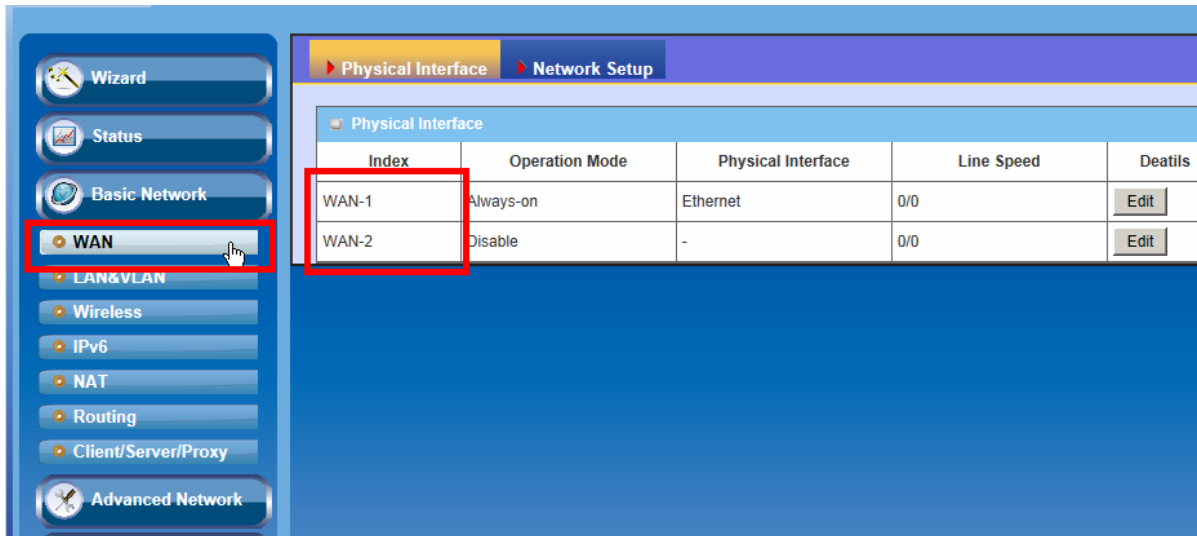 Wizard
Status
Basic Network
WAN
LAN&VLAN
Wireless
IPv6
NAT
Routing
Client/Server/Proxy
Advanced Network
Physical Interface Network Setup
Physical Interface
Index Operation Mode Physical Interface Line Speed Deatils
WAN-1 Always-on Ethernet 0/0 Edit
WAN-2 Disable - 0/0 Edit